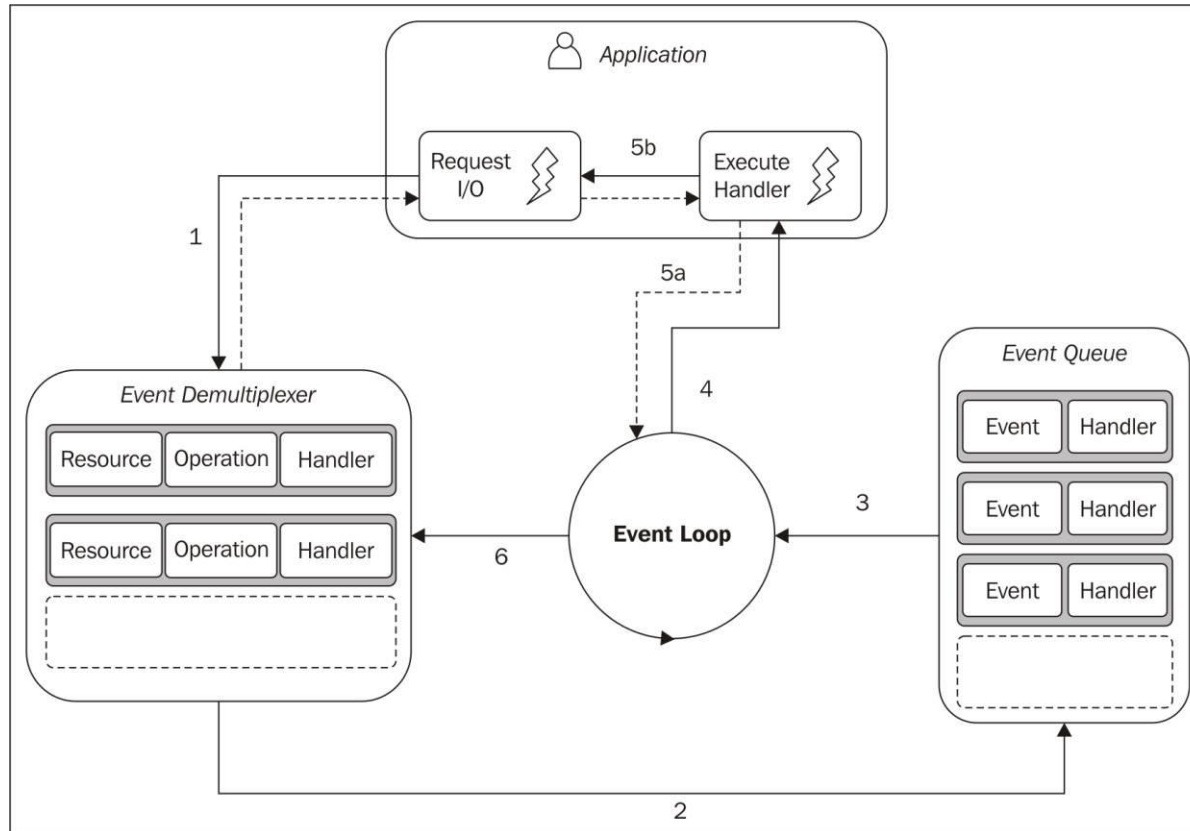 Application
Request
I/O
5b
Execute
Handler
1
5a
Event Demultiplexer
Resource Operation Handler
Resource Operation Handler
4
6
Event Loop
3
Event Queue
Event Handler
Event Handler
Event Handler
2